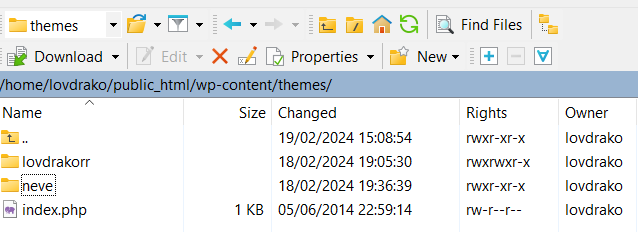 themes Find Files
Download Edit Properties New
/home/lovdrako/public_html/wp-content/themes/
Name Size Changed Rights Owner
.. 19/02/2024 15:08:54 rwxr-xr-x lovdrako
lovdrakorr 18/02/2024 19:05:30 rwxrwxr-x lovdrako
neve 18/02/2024 19:36:39 rwxr-xr-x lovdrako
index.php 1 KB 05/06/2014 22:59:14 rw-r--r-- lovdrako